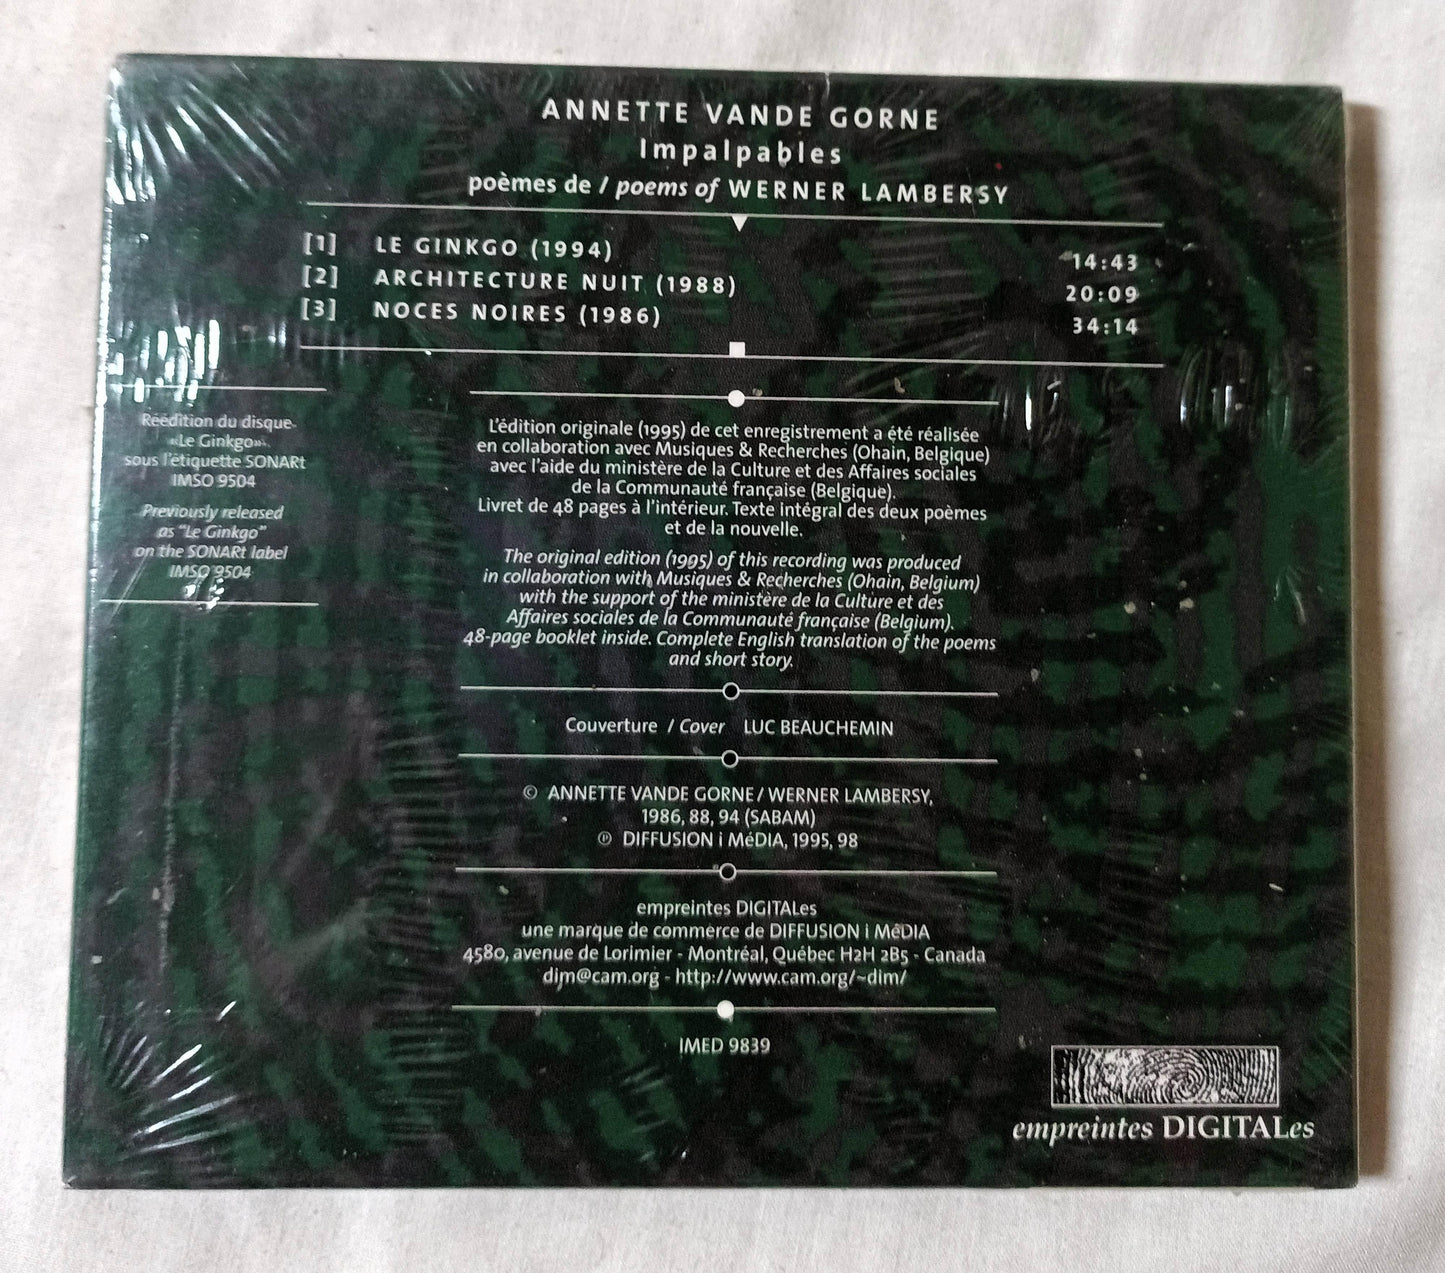 ANNETTE VANDE GORNE
Impalpables
poèmes de / poems of WERNER LAMBERSY
[1] LE GINKGO (1994) 14:43
[2] ARCHITECTURE NUIT (1988) 20:09
[3] NOCES NOIRES (1986) 34:14
Réédition du disque
«Le Ginkgo»
sous l'étiquette SONARt
IMSO 9504
Previously released
as "Le Ginkgo"
on the SONARt label
IMSO 9504
L'édition originale (1995) de cet enregistrement a été réalisée
en collaboration avec Musiques & Recherches (Ohain, Belgique)
avec l'aide du ministère de la Culture et des Affaires sociales
de la Communauté française (Belgique).
Livret de 48 pages à l'intérieur. Texte intégral des deux poèmes
et de la nouvelle.
The original edition (1995) of this recording was produced
in collaboration with Musiques & Recherches (Ohain, Belgium)
with the support of the ministère de la Culture et des
Affaires sociales de la Communauté française (Belgium).
48-page booklet inside. Complete English translation of the poems
and short story.
Couverture / Cover LUC BEAUCHEMIN
© ANNETTE VANDE GORNE / WERNER LAMBERSY,
1986, 88, 94 (SABAM)
℗ DIFFUSION i MéDIA, 1995, 98
empreintes DIGITALes
une marque de commerce de DIFFUSION i MéDIA
4580, avenue de Lorimier - Montréal, Québec H2H 2B5 - Canada
dim@cam.org - http://www.cam.org/~dim/
IMED 9839
empreintes DIGITALes